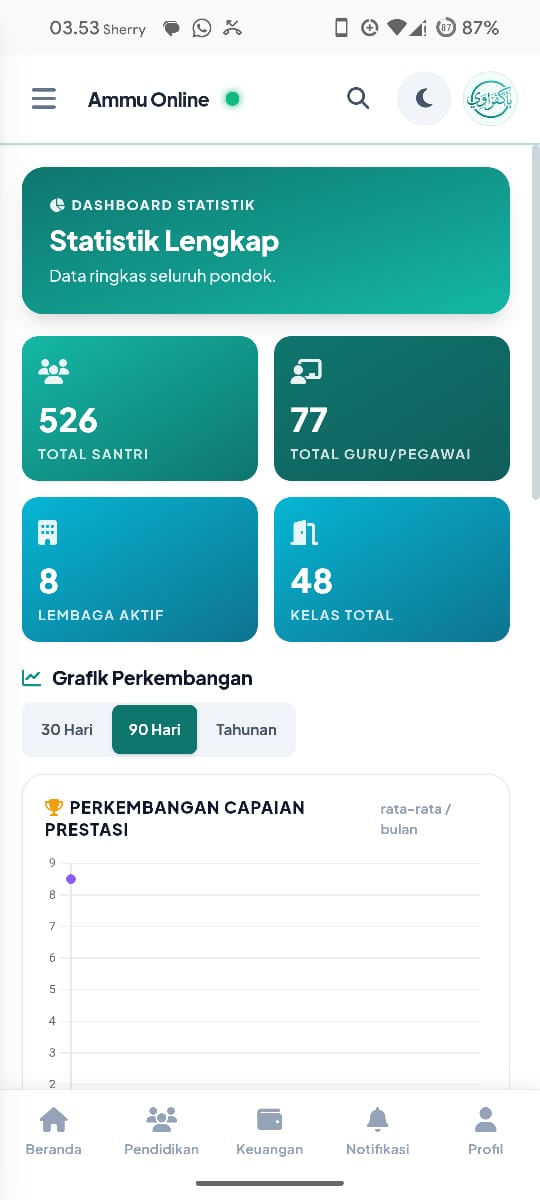 03.53 Sherry
87
87%
Ammu Online
DASHBOARD STATISTIK
Statistik Lengkap
Data ringkas seluruh pondok.
526
TOTAL SANTRI
77
TOTAL GURU/PEGAWAI
8
LEMBAGA AKTIF
48
KELAS TOTAL
Grafik Perkembangan
30 Hari
90 Hari
Tahunan
PERKEMBANGAN CAPAIAN
PRESTASI
rata-rata /
bulan
9
8
7
6
5
4
3
2
Beranda
Pendidikan
Keuangan
Notifikasi
Profil